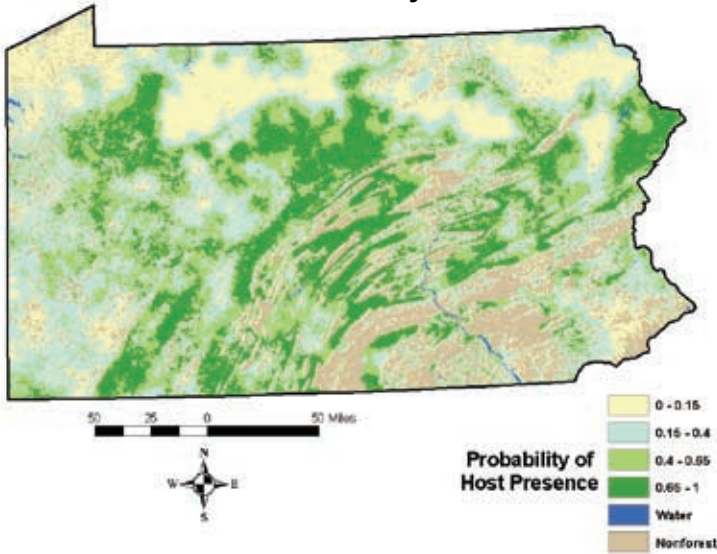 50 25 0 50 Miles
N
W E
S
Probability of
Host Presence
0 - 0.15
0.15 - 0.4
0.4 - 0.65
0.65 - 1
Water
Nonforest